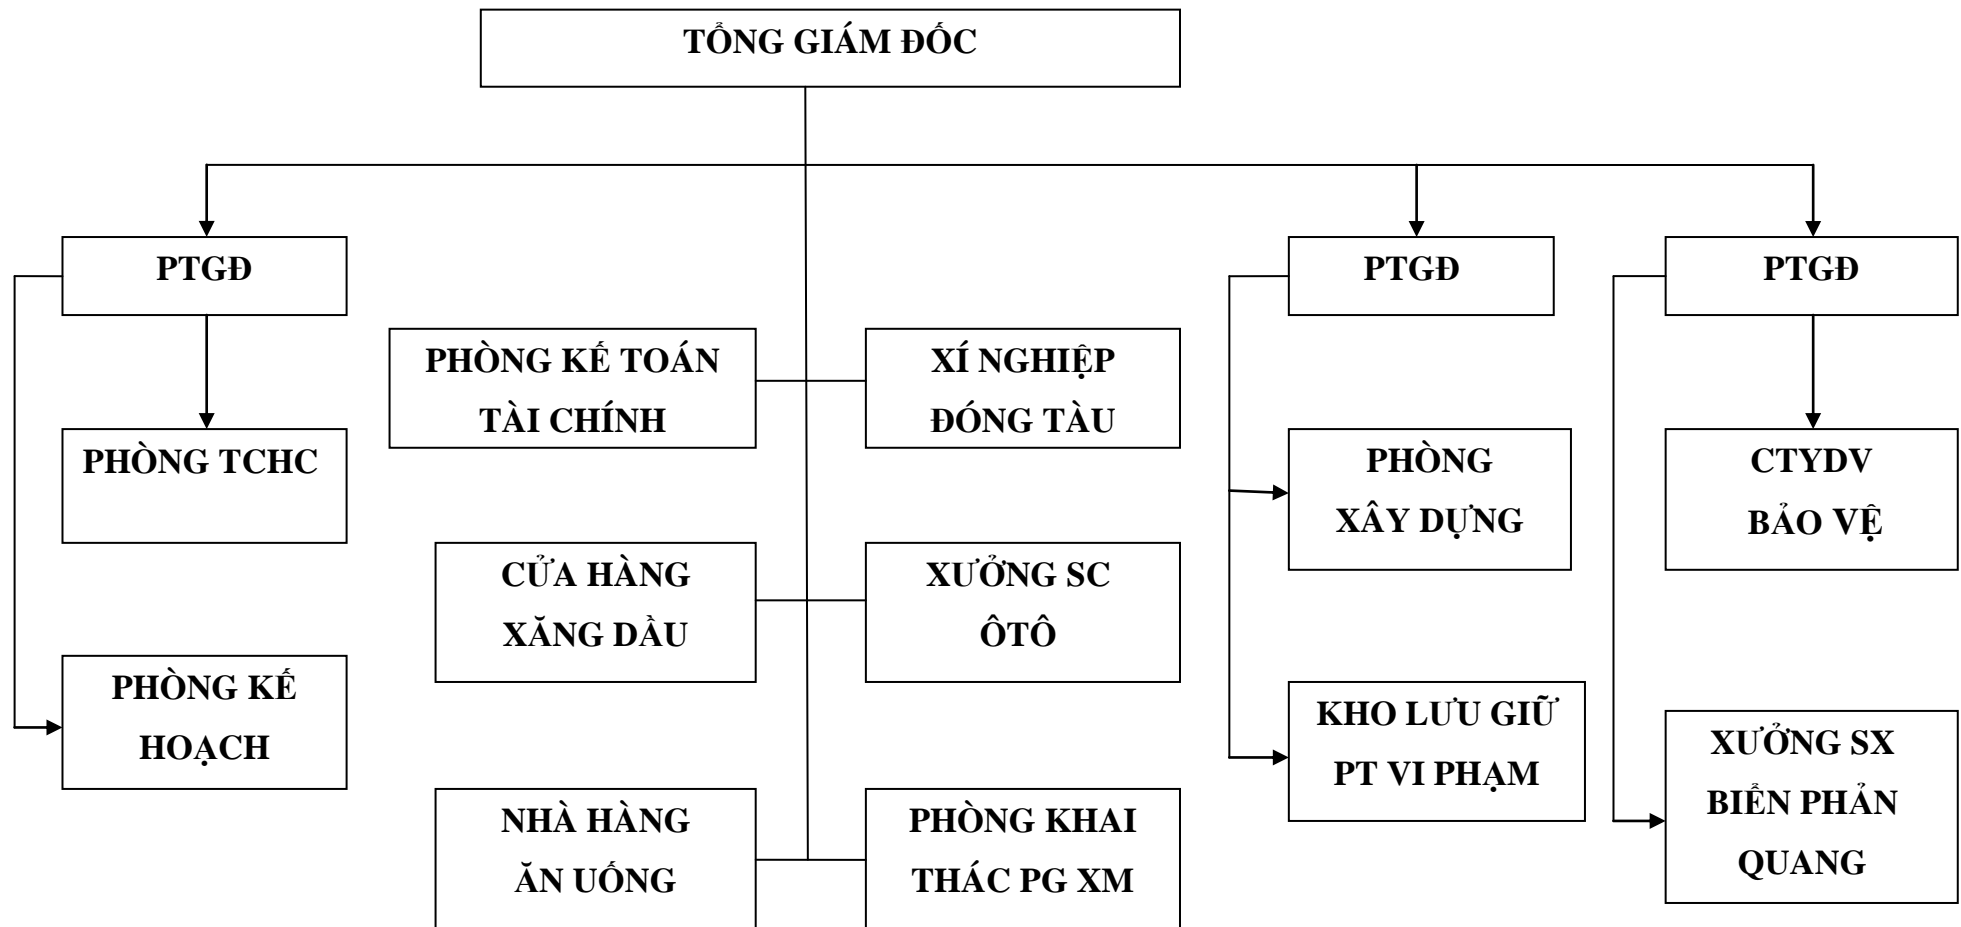 TỔNG GIÁM ĐỐC
PTGĐ
PTGĐ
PTGĐ
PHÒNG KẾ TOÁN
TÀI CHÍNH
XÍ NGHIỆP
ĐÓNG TÀU
PHÒNG TCHC
PHÒNG
XÂY DỰNG
CTYDV
BẢO VỆ
CỬA HÀNG
XĂNG DẦU
XƯỞNG SC
ÔTÔ
PHÒNG KẾ
HOẠCH
KHO LƯU GIỮ
PT VI PHẠM
XƯỞNG SX
BIỂN PHẢN
QUANG
NHÀ HÀNG
ĂN UỐNG
PHÒNG KHAI
THÁC PG XM